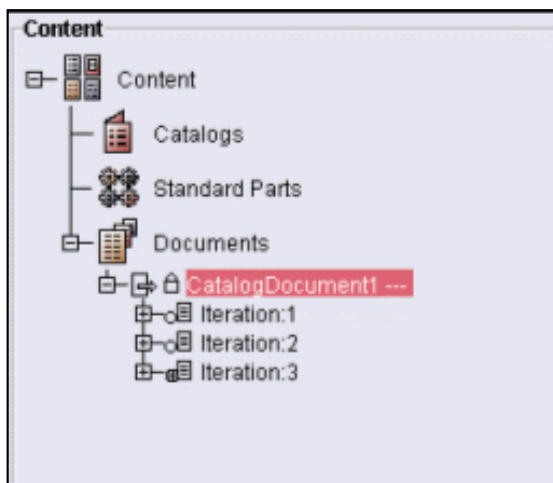 Content
Content
Catalogs
Standard Parts
Documents
CatalogDocument1 ---
Iteration:1
Iteration:2
Iteration:3